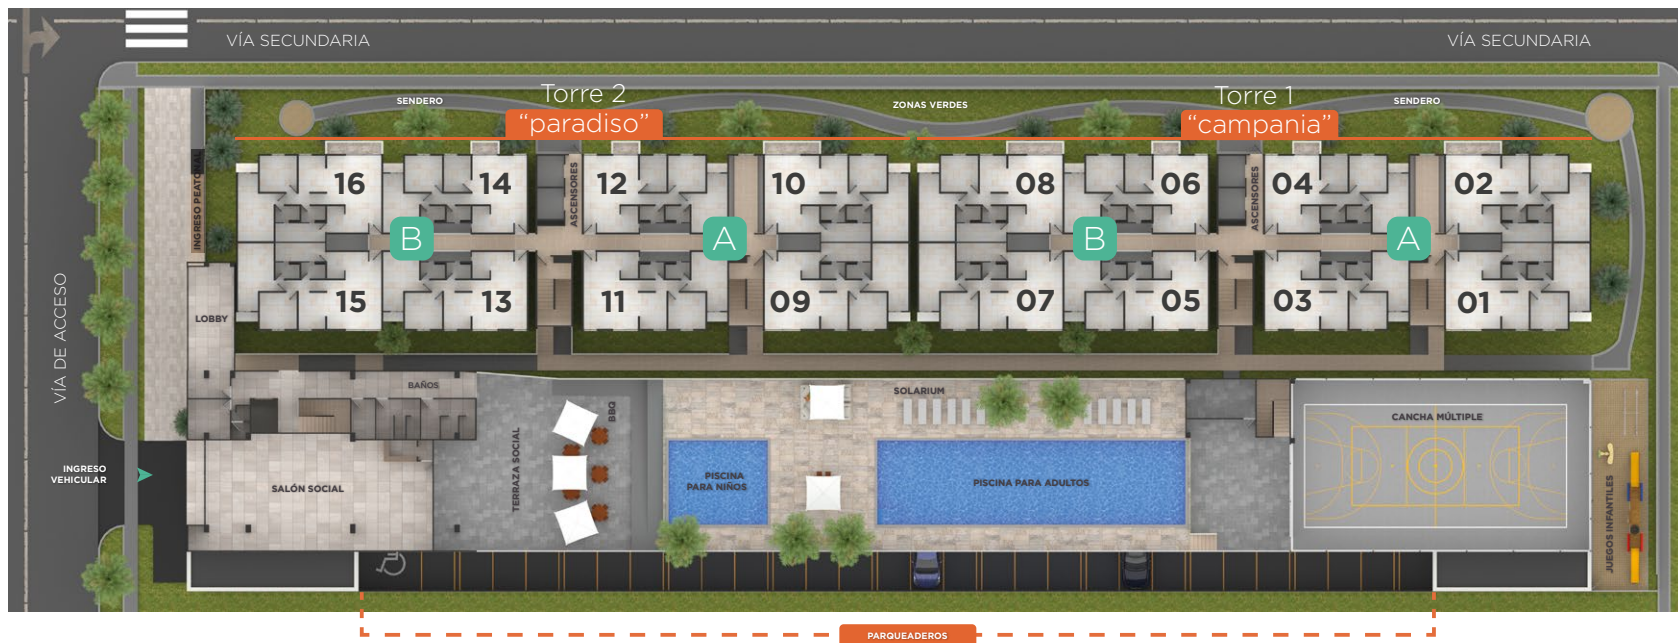 VÍA SECUNDARIA
VÍA SECUNDARIA
Torre 2
"paradiso"
Torre 1
"campania"
SENDERO
ZONAS VERDES
SENDERO
INGRESO PEATONAL
16
14
ASCENSORES
12
10
08
06
ASCENSORES
04
02
B
A
B
A
15
13
11
09
07
05
03
01
LOBBY
VÍA DE ACCESO
BAÑOS
BBQ
SOLARIUM
CANCHA MÚLTIPLE
INGRESO
VEHICULAR
SALÓN SOCIAL
TERRAZA SOCIAL
PISCINA
PARA NIÑOS
PISCINA PARA ADULTOS
JUEGOS INFANTILES
PARQUEADEROS